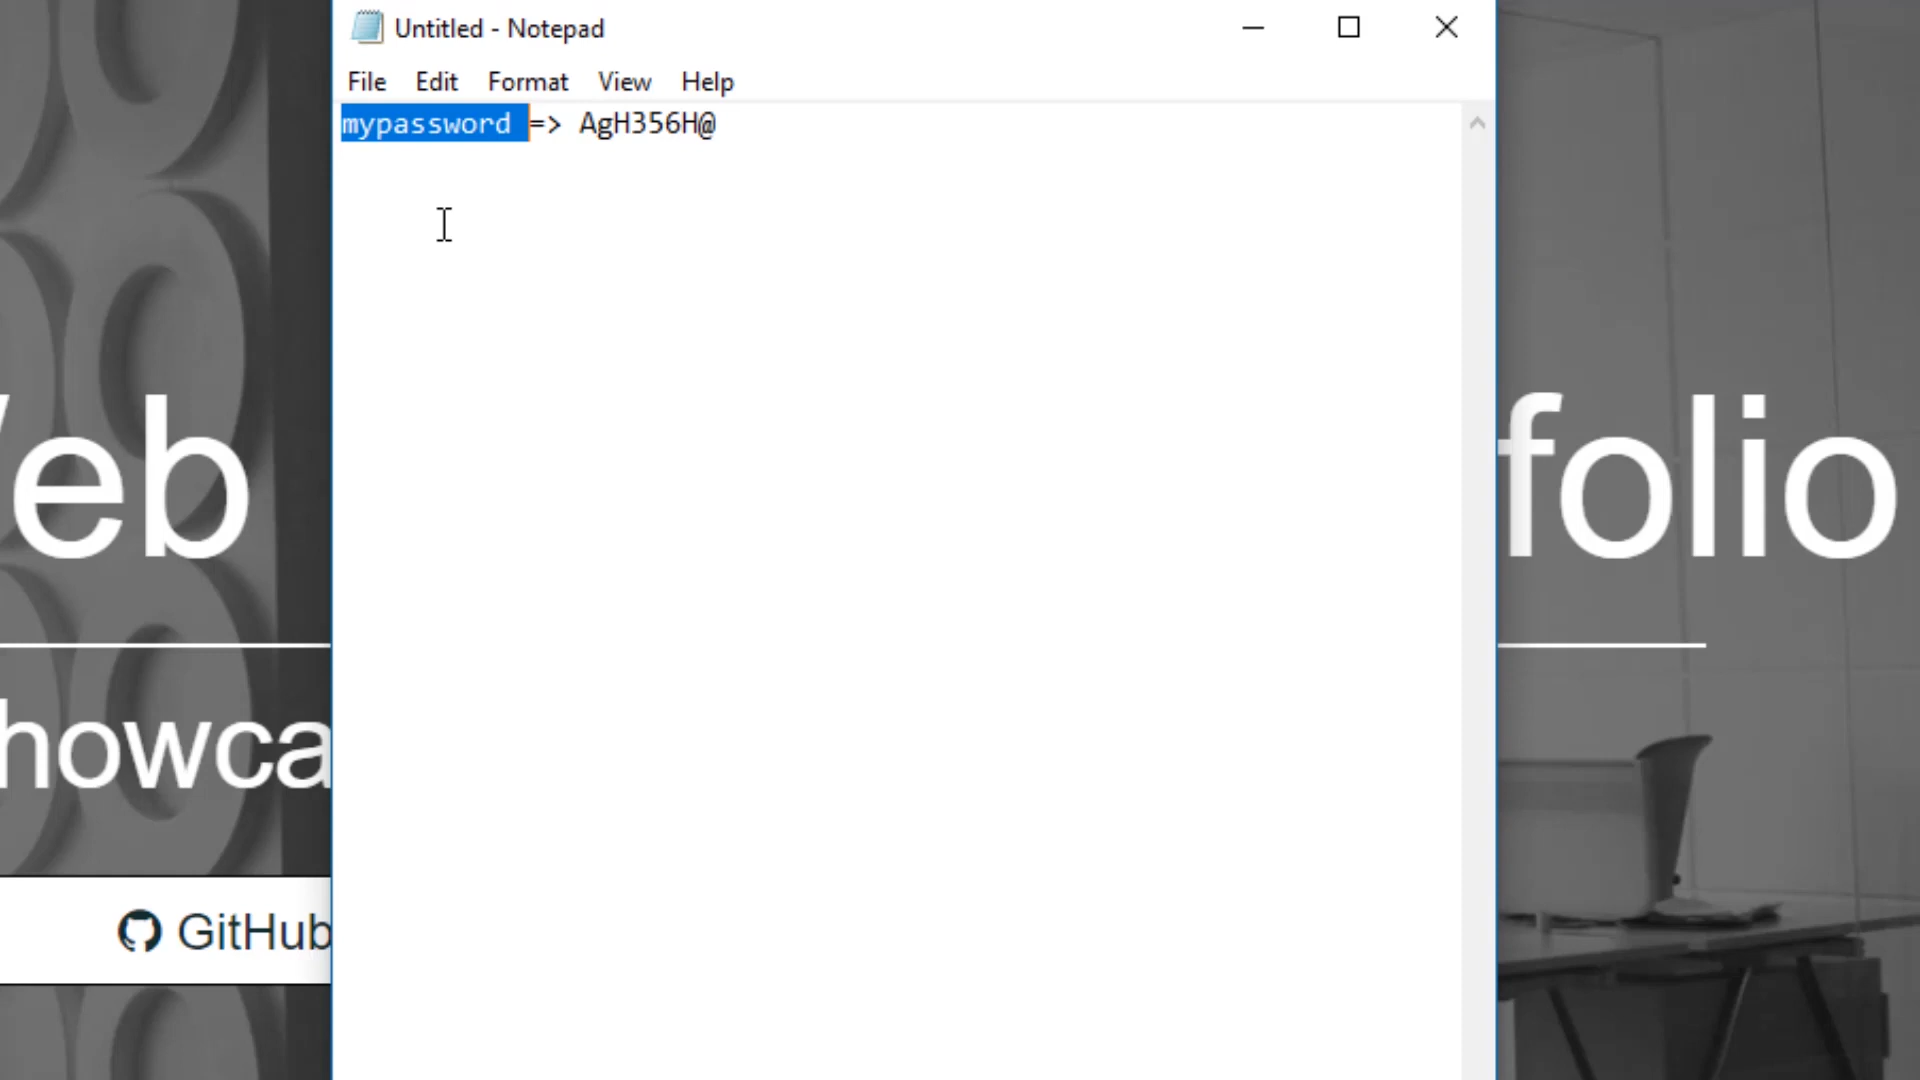 Untitled - Notepad
File Edit Format View Help
mypassword => AgH356H@
eb folio
howca
GitHub